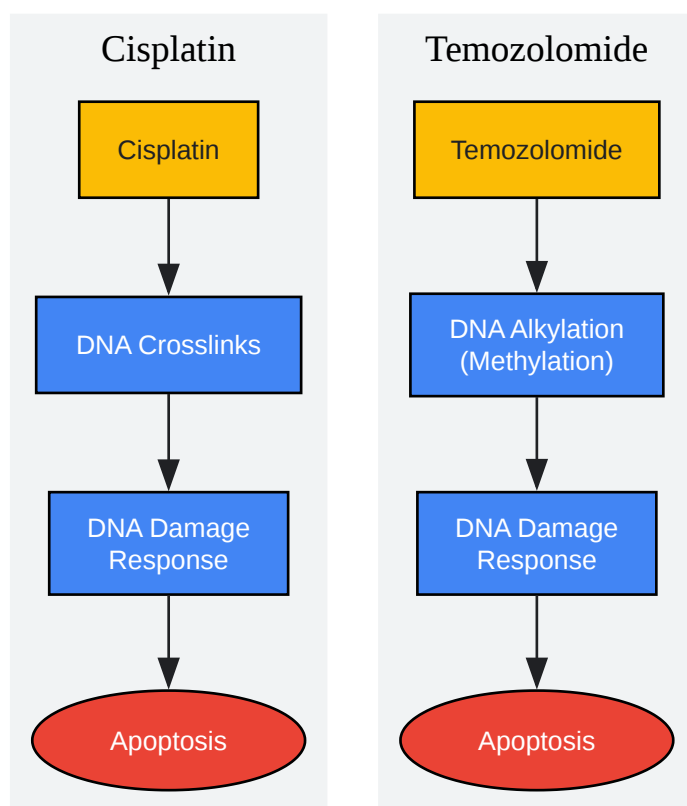 Cisplatin
Cisplatin
DNA Crosslinks
DNA Damage
Response
Apoptosis
Temozolomide
Temozolomide
DNA Alkylation
(Methylation)
DNA Damage
Response
Apoptosis